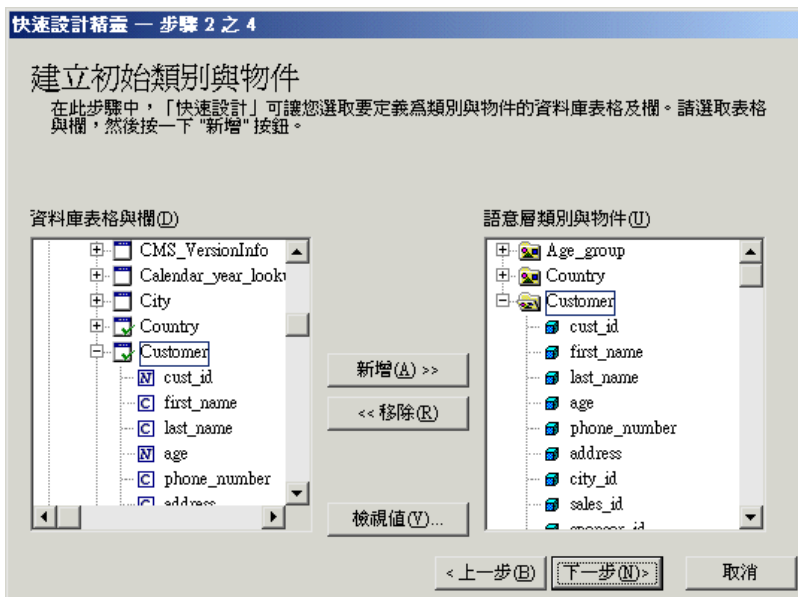 快速設計精靈 — 步驟 2 之 4
建立初始類別與物件
在此步驟中，「快速設計」可讓您選取要定義為類別與物件的資料庫表格及欄。請選取表格
與欄，然後按一下 "新增" 按鈕。
資料庫表格與欄(D)
CMS_VersionInfo
Calendar_year_looku
City
Country
Customer
cust_id
first_name
last_name
age
phone_number
address
新增(A) >>
<< 移除(R)
檢視值(V)...
語意層類別與物件(U)
Age_group
Country
Customer
cust_id
first_name
last_name
age
phone_number
address
city_id
sales_id
sponsor_id
<上一步(B)
下一步(N)>
取消